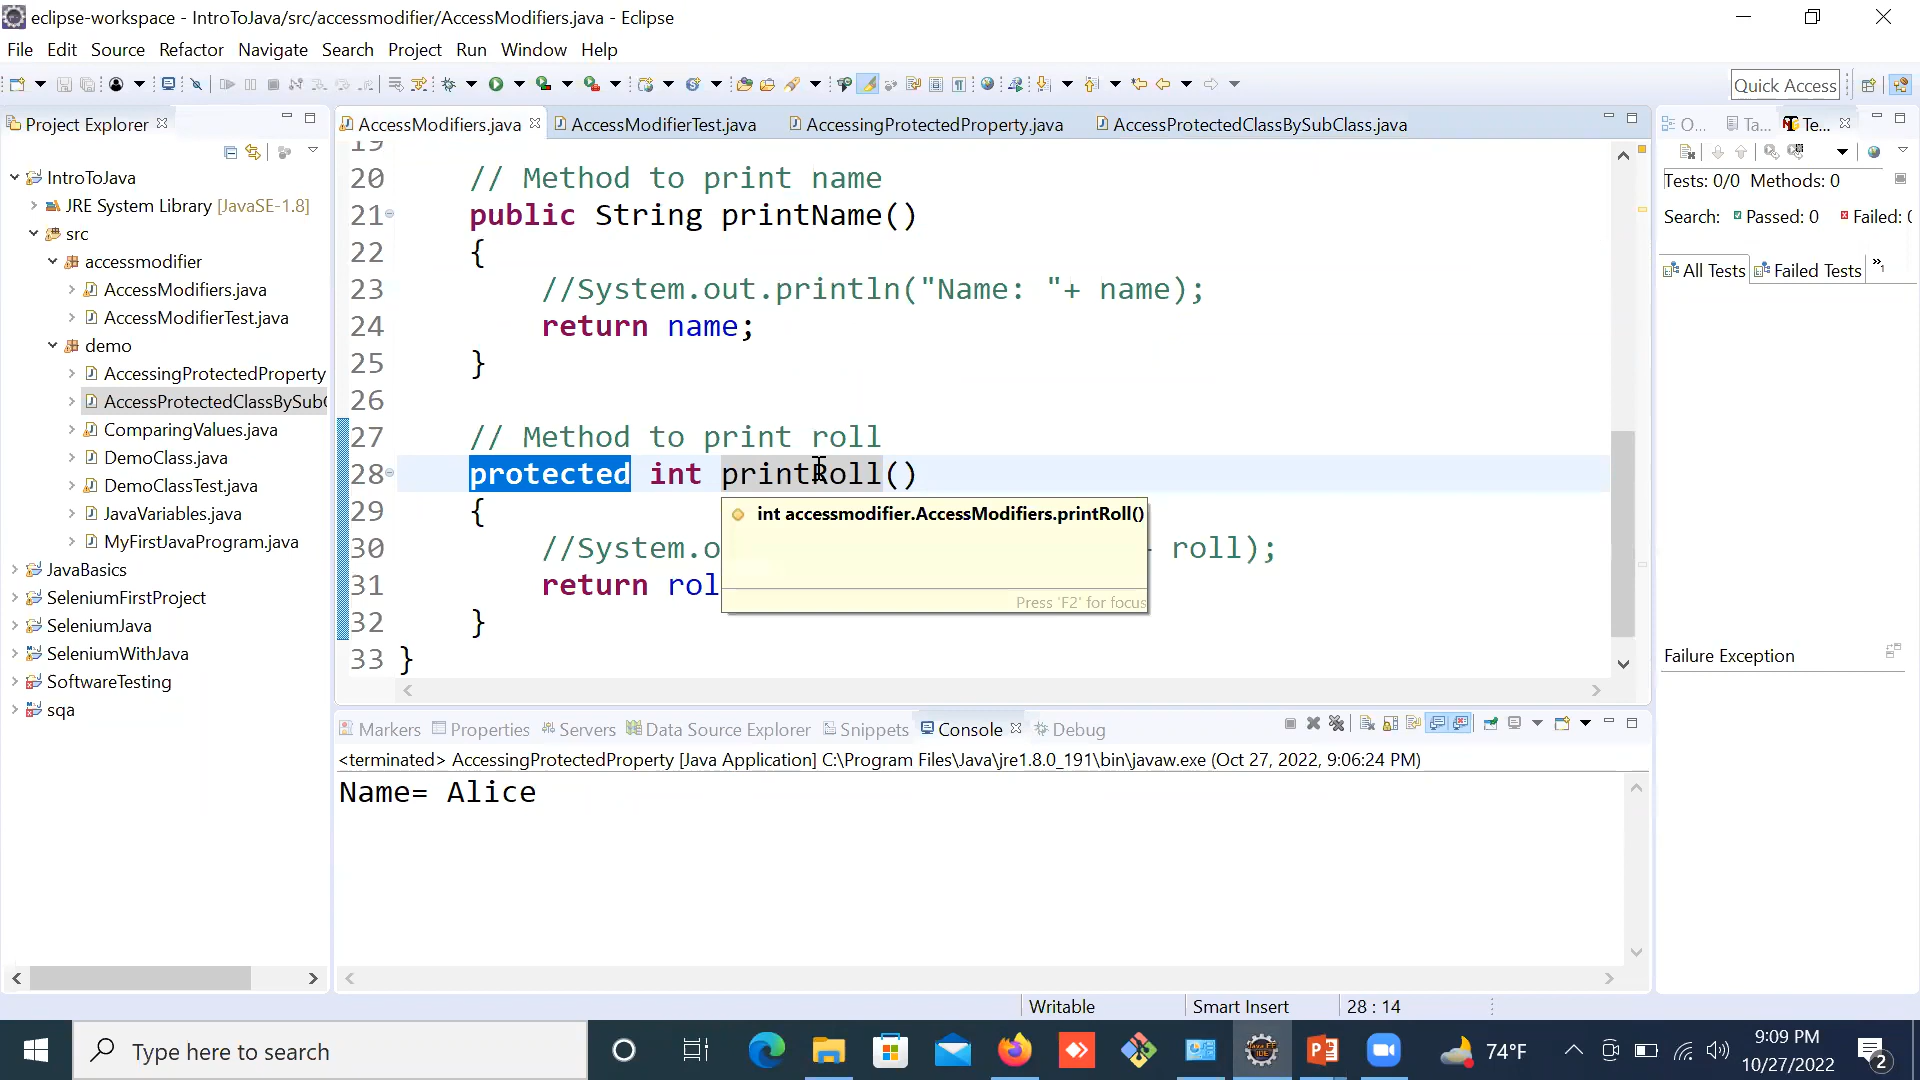 eclipse-workspace - IntroToJava/src/accessmodifier/AccessModifiers.java - Eclipse
File Edit Source Refactor Navigate Search Project Run Window Help
Quick Access
Project Explorer
IntroToJava
JRE System Library [JavaSE-1.8]
src
accessmodifier
AccessModifiers.java
AccessModifierTest.java
demo
AccessingProtectedProperty
AccessProtectedClassBySub
ComparingValues.java
DemoClass.java
DemoClassTest.java
JavaVariables.java
MyFirstJavaProgram.java
JavaBasics
SeleniumFirstProject
SeleniumJava
SeleniumWithJava
SoftwareTesting
sqa
AccessModifiers.java AccessModifierTest.java AccessingProtectedProperty.java AccessProtectedClassBySubClass.java
19
20 // Method to print name
21 public String printName()
22 {
23 //System.out.println("Name: "+ name);
24 return name;
25 }
26
27 // Method to print roll
28 protected int printRoll()
29 {
30 //System.o roll);
31 return rol
32 }
33 }
int accessmodifier.AccessModifiers.printRoll()
Press 'F2' for focus
O... Ta... Te...
Tests: 0/0 Methods: 0
Search: Passed: 0 Failed: 0
All Tests Failed Tests "1
Failure Exception
Markers Properties Servers Data Source Explorer Snippets Console Debug
<terminated> AccessingProtectedProperty [Java Application] C:\Program Files\Java\jre1.8.0_191\bin\javaw.exe (Oct 27, 2022, 9:06:24 PM)
Name= Alice
Writable Smart Insert 28 : 14
Type here to search
74°F
9:09 PM
10/27/2022
2